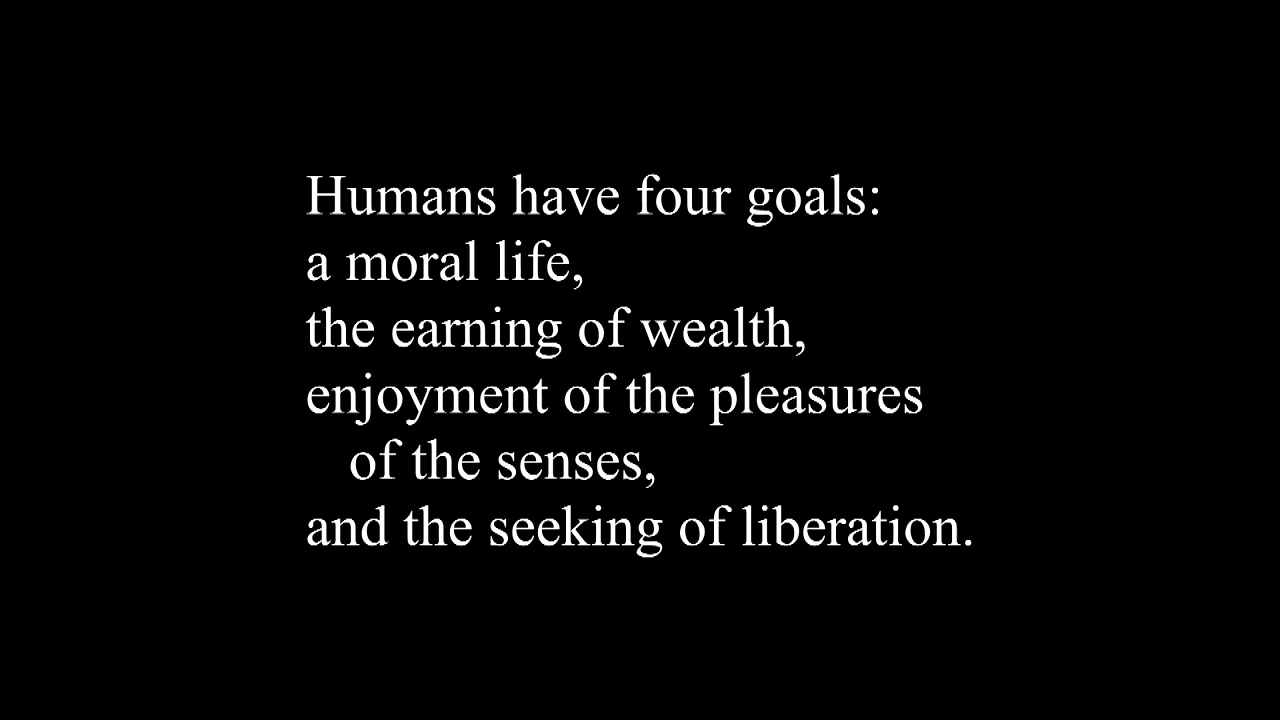 Humans have four goals:
a moral life,
the earning of wealth,
enjoyment of the pleasures
of the senses,
and the seeking of liberation.